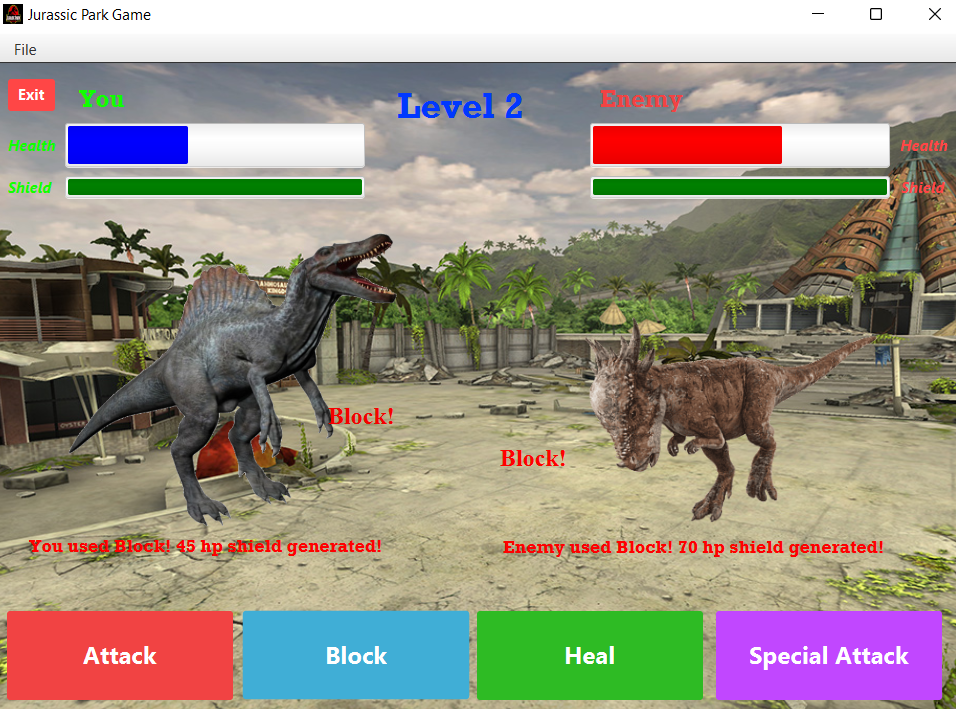 Jurassic Park Game
File
Exit
You
Level 2
Enemy
Health
Health
Shield
Shield
Block!
Block!
You used Block! 45 hp shield generated!
Enemy used Block! 70 hp shield generated!
Attack
Block
Heal
Special Attack